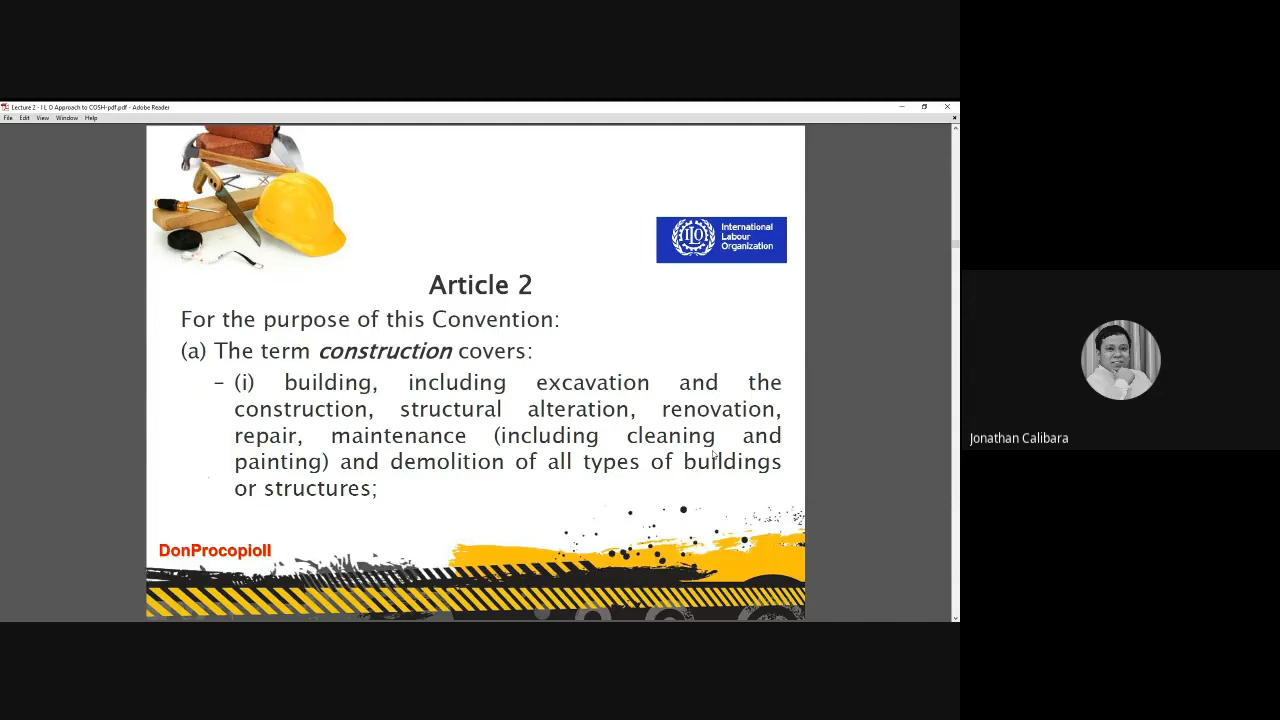 Lecture 2 - I L O Approach to COSH-pdf.pdf - Adobe Reader
File Edit View Window Help
International
Labour
Organization
ILO
Article 2
For the purpose of this Convention:
(a) The term construction covers:
– (i) building, including excavation and the
construction, structural alteration, renovation,
repair, maintenance (including cleaning and
painting) and demolition of all types of buildings
or structures;
DonProcopioII
Jonathan Calibara